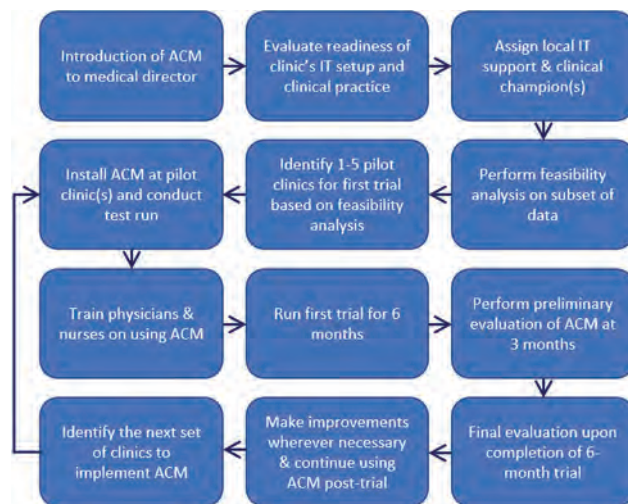 Introduction of ACM
to medical director
Evaluate readiness of
clinic's IT setup and
clinical practice
Assign local IT
support & clinical
champion(s)
Perform feasibility
analysis on subset of
data
Identify 1-5 pilot
clinics for first trial
based on feasibility
analysis
Install ACM at pilot
clinic(s) and conduct
test run
Train physicians &
nurses on using ACM
Run first trial for 6
months
Perform preliminary
evaluation of ACM at
3 months
Final evaluation upon
completion of 6-
month trial
Make improvements
wherever necessary
& continue using
ACM post-trial
Identify the next set
of clinics to
implement ACM